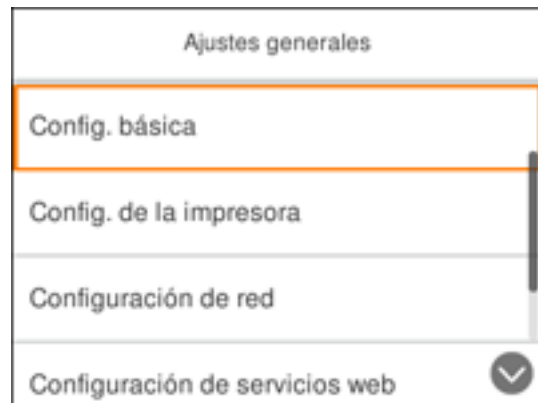 Ajustes generales
Config. básica
Config. de la impresora
Configuración de red
Configuración de servicios web